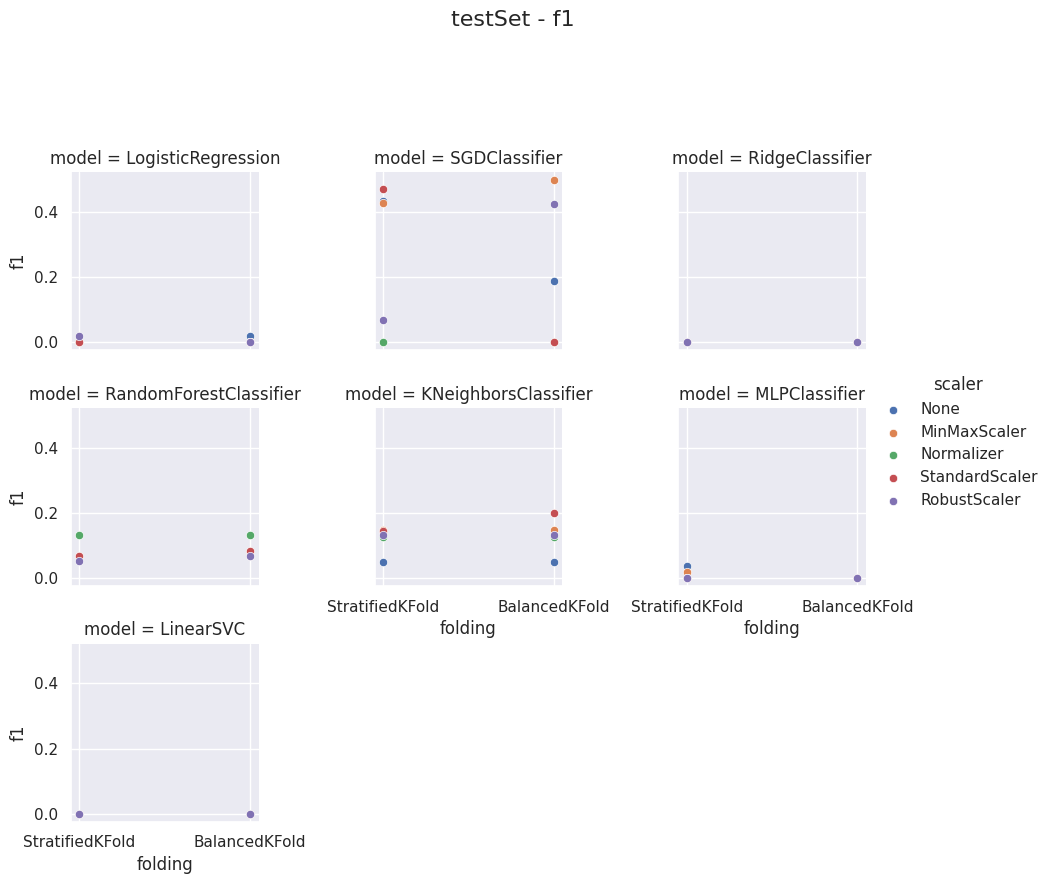 testSet - f1
model = LogisticRegression
model = SGDClassifier
model = RidgeClassifier
0.4
0.2
0.0
f1
model = RandomForestClassifier
model = KNeighborsClassifier
model = MLPClassifier
0.4
0.2
0.0
f1
StratifiedKFold
BalancedKFold
folding
StratifiedKFold
BalancedKFold
folding
scaler
None
MinMaxScaler
Normalizer
StandardScaler
RobustScaler
model = LinearSVC
0.4
0.2
0.0
f1
StratifiedKFold
BalancedKFold
folding